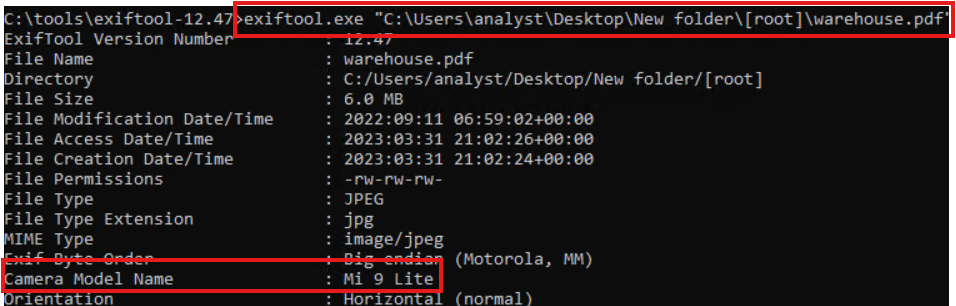 C:\tools\exiftool-12.47>exiftool.exe "C:\Users\analyst\Desktop\New folder\[root]\warehouse.pdf"
ExifTool Version Number : 12.47
File Name : warehouse.pdf
Directory : C:/Users/analyst/Desktop/New folder/[root]
File Size : 6.0 MB
File Modification Date/Time : 2022:09:11 06:59:02+00:00
File Access Date/Time : 2023:03:31 21:02:26+00:00
File Creation Date/Time : 2023:03:31 21:02:24+00:00
File Permissions : -rw-rw-rw-
File Type : JPEG
File Type Extension : jpg
MIME Type : image/jpeg
Exif Byte Order : Big-endian (Motorola, MM)
Camera Model Name : Mi 9 Lite
Orientation : Horizontal (normal)